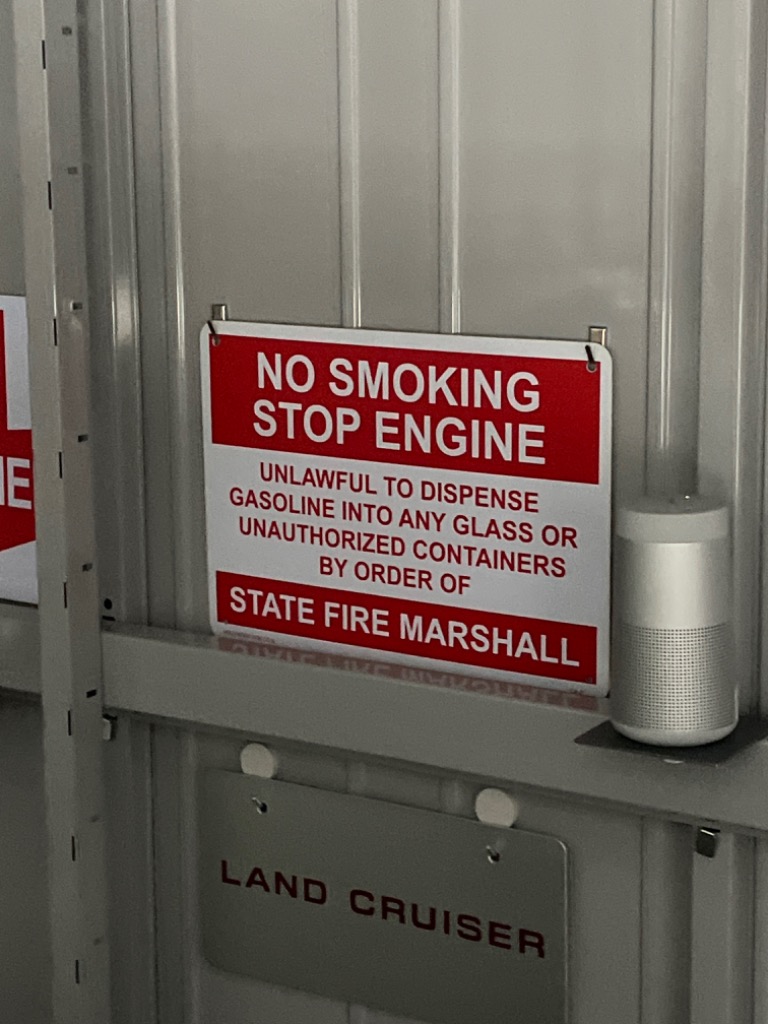 NO SMOKING
STOP ENGINE
UNLAWFUL TO DISPENSE
GASOLINE INTO ANY GLASS OR
UNAUTHORIZED CONTAINERS
BY ORDER OF
STATE FIRE MARSHALL
LAND CRUISER